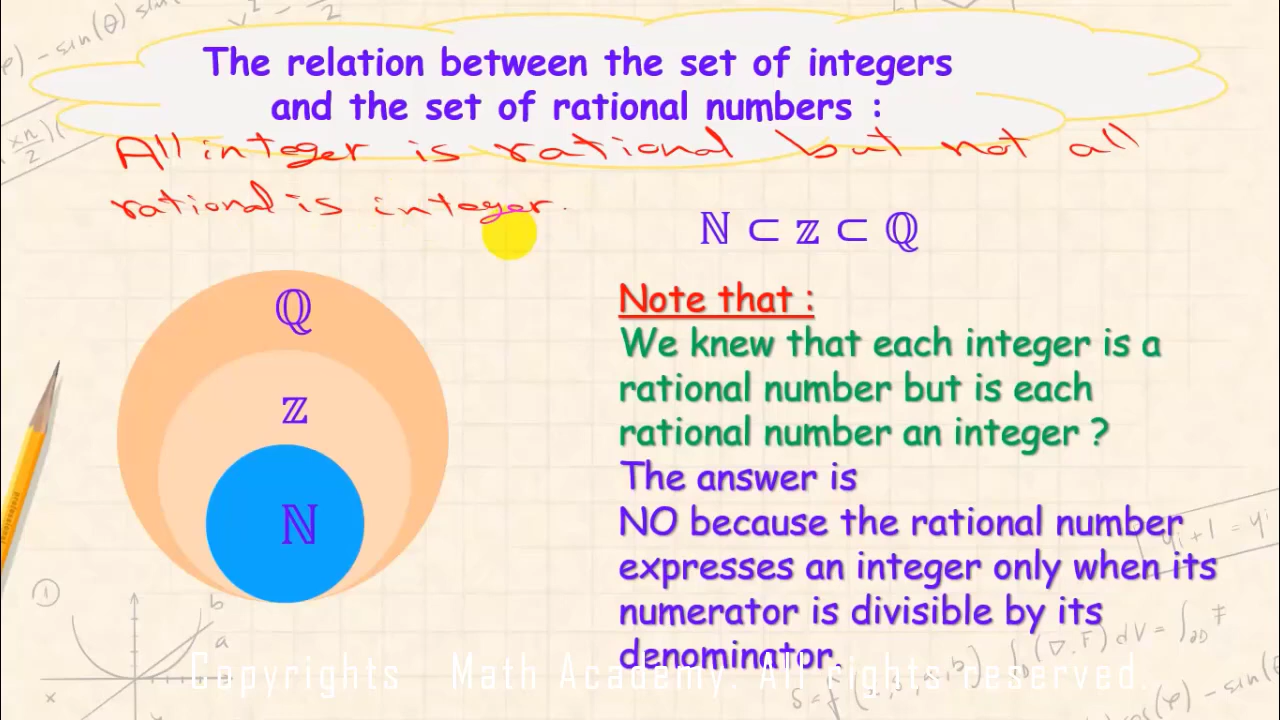 The relation between the set of integers
and the set of rational numbers :
All integer is rational but not all
rational is integer.
ℕ ⊂ ℤ ⊂ ℚ
ℚ
ℤ
ℕ
Note that :
We knew that each integer is a
rational number but is each
rational number an integer ?
The answer is
NO because the rational number
expresses an integer only when its
numerator is divisible by its
denominator.
Copyrights Math Academy. All rights reserved.